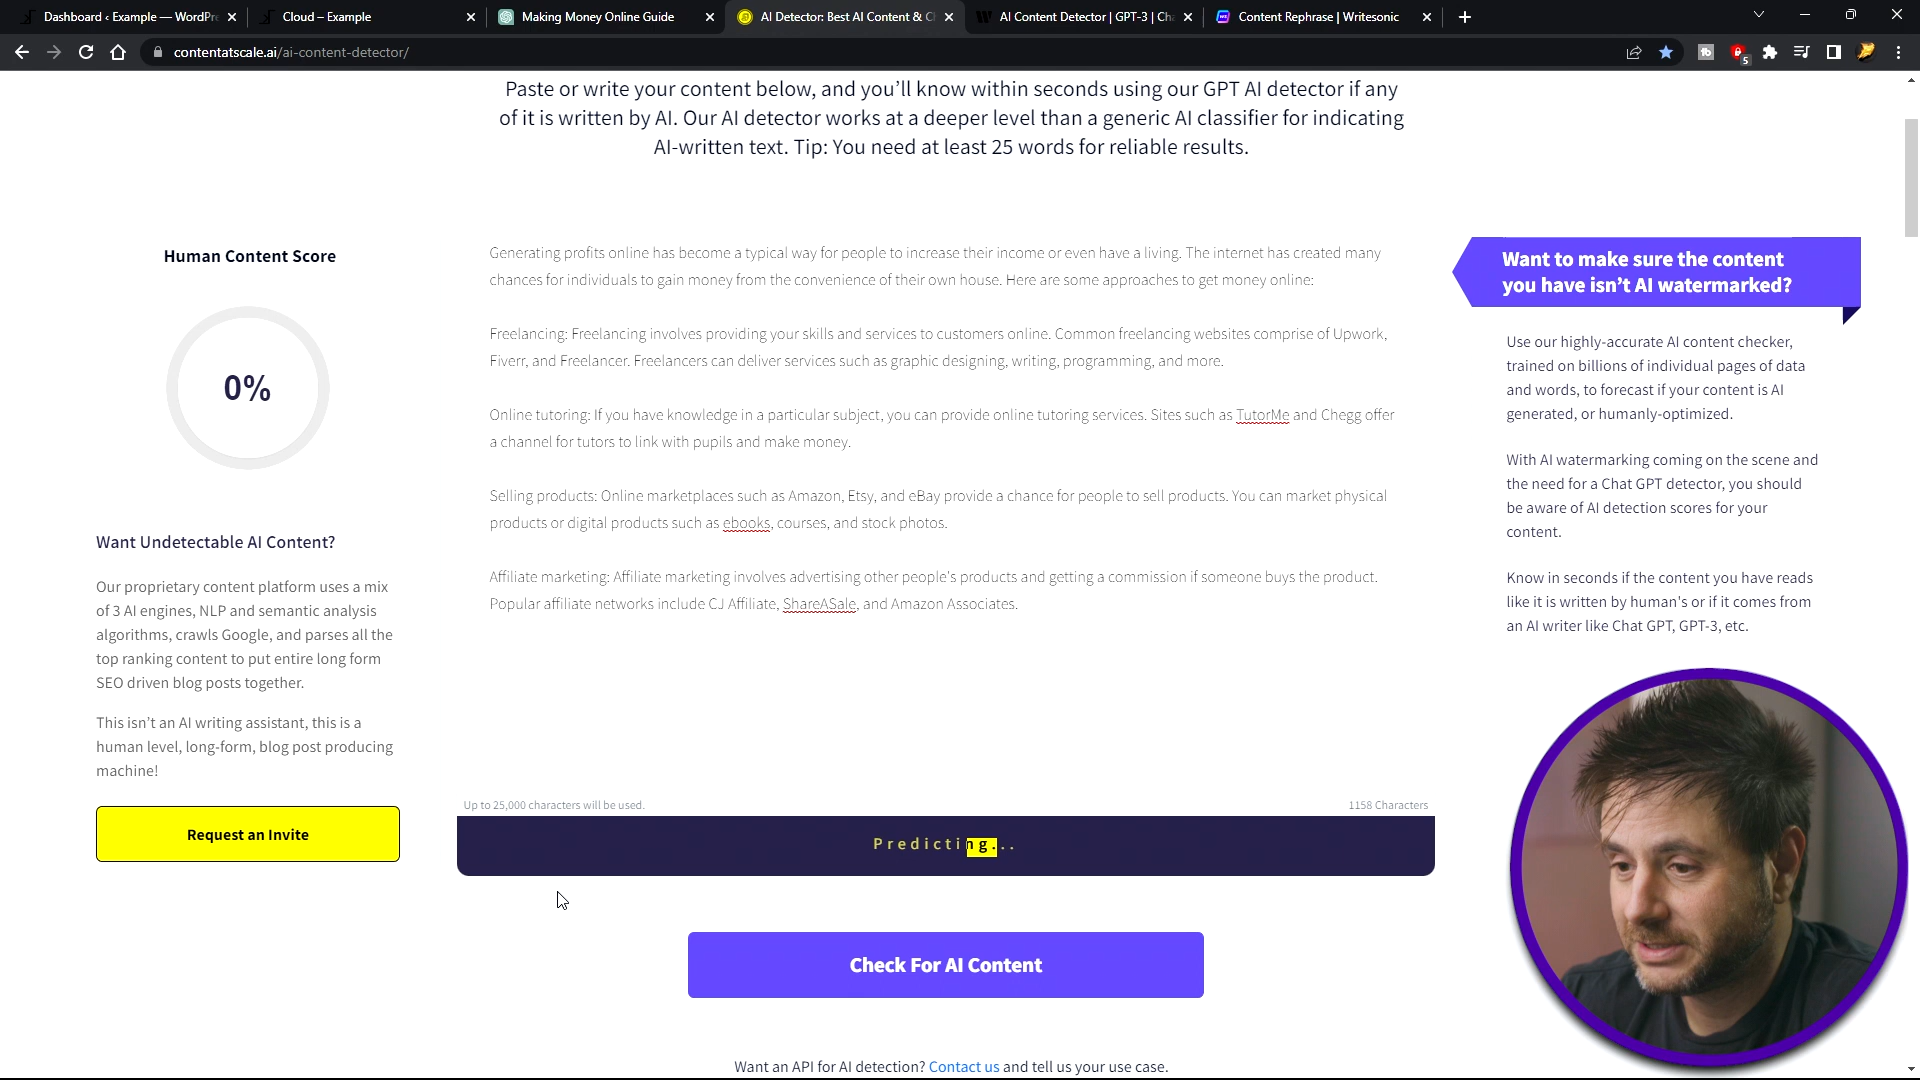 Dashboard ‹ Example — WordPre
Cloud – Example
Making Money Online Guide
AI Detector: Best AI Content & C
AI Content Detector | GPT-3 | Ch
Content Rephrase | Writesonic
contentatscale.ai/ai-content-detector/
5
Paste or write your content below, and you’ll know within seconds using our GPT AI detector if any
of it is written by AI. Our AI detector works at a deeper level than a generic AI classifier for indicating
AI-written text. Tip: You need at least 25 words for reliable results.
Human Content Score
0%
Want Undetectable AI Content?
Our proprietary content platform uses a mix
of 3 AI engines, NLP and semantic analysis
algorithms, crawls Google, and parses all the
top ranking content to put entire long form
SEO driven blog posts together.
This isn’t an AI writing assistant, this is a
human level, long-form, blog post producing
machine!
Request an Invite
Generating profits online has become a typical way for people to increase their income or even have a living. The internet has created many
chances for individuals to gain money from the convenience of their own house. Here are some approaches to get money online:
Freelancing: Freelancing involves providing your skills and services to customers online. Common freelancing websites comprise of Upwork,
Fiverr, and Freelancer. Freelancers can deliver services such as graphic designing, writing, programming, and more.
Online tutoring: If you have knowledge in a particular subject, you can provide online tutoring services. Sites such as TutorMe and Chegg offer
a channel for tutors to link with pupils and make money.
Selling products: Online marketplaces such as Amazon, Etsy, and eBay provide a chance for people to sell products. You can market physical
products or digital products such as ebooks, courses, and stock photos.
Affiliate marketing: Affiliate marketing involves advertising other people's products and getting a commission if someone buys the product.
Popular affiliate networks include CJ Affiliate, ShareASale, and Amazon Associates.
Up to 25,000 characters will be used.
1158 Characters
Predicting...
Check For AI Content
Want an API for AI detection? Contact us and tell us your use case.
Want to make sure the content
you have isn’t AI watermarked?
Use our highly-accurate AI content checker,
trained on billions of individual pages of data
and words, to forecast if your content is AI
generated, or humanly-optimized.
With AI watermarking coming on the scene and
the need for a Chat GPT detector, you should
be aware of AI detection scores for your
content.
Know in seconds if the content you have reads
like it is written by human's or if it comes from
an AI writer like Chat GPT, GPT-3, etc.